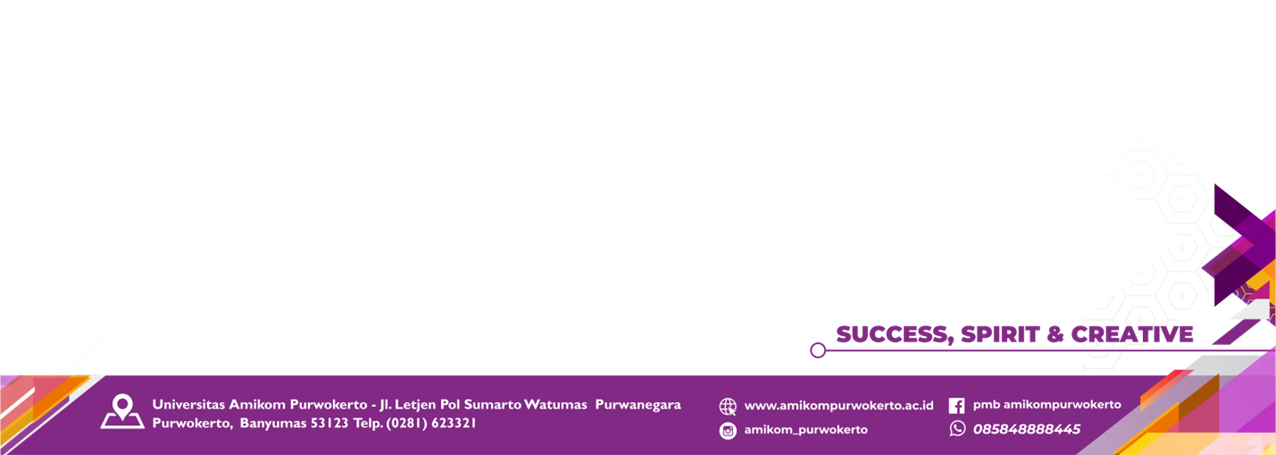 SUCCESS, SPIRIT & CREATIVE
Universitas Amikom Purwokerto - Jl. Letjen Pol Sumarto Watumas Purwanegara
Purwokerto, Banyumas 53123 Telp. (0281) 623321
www.amikompurwokerto.ac.id
amikom_purwokerto
pmb amikompurwokerto
085848888445